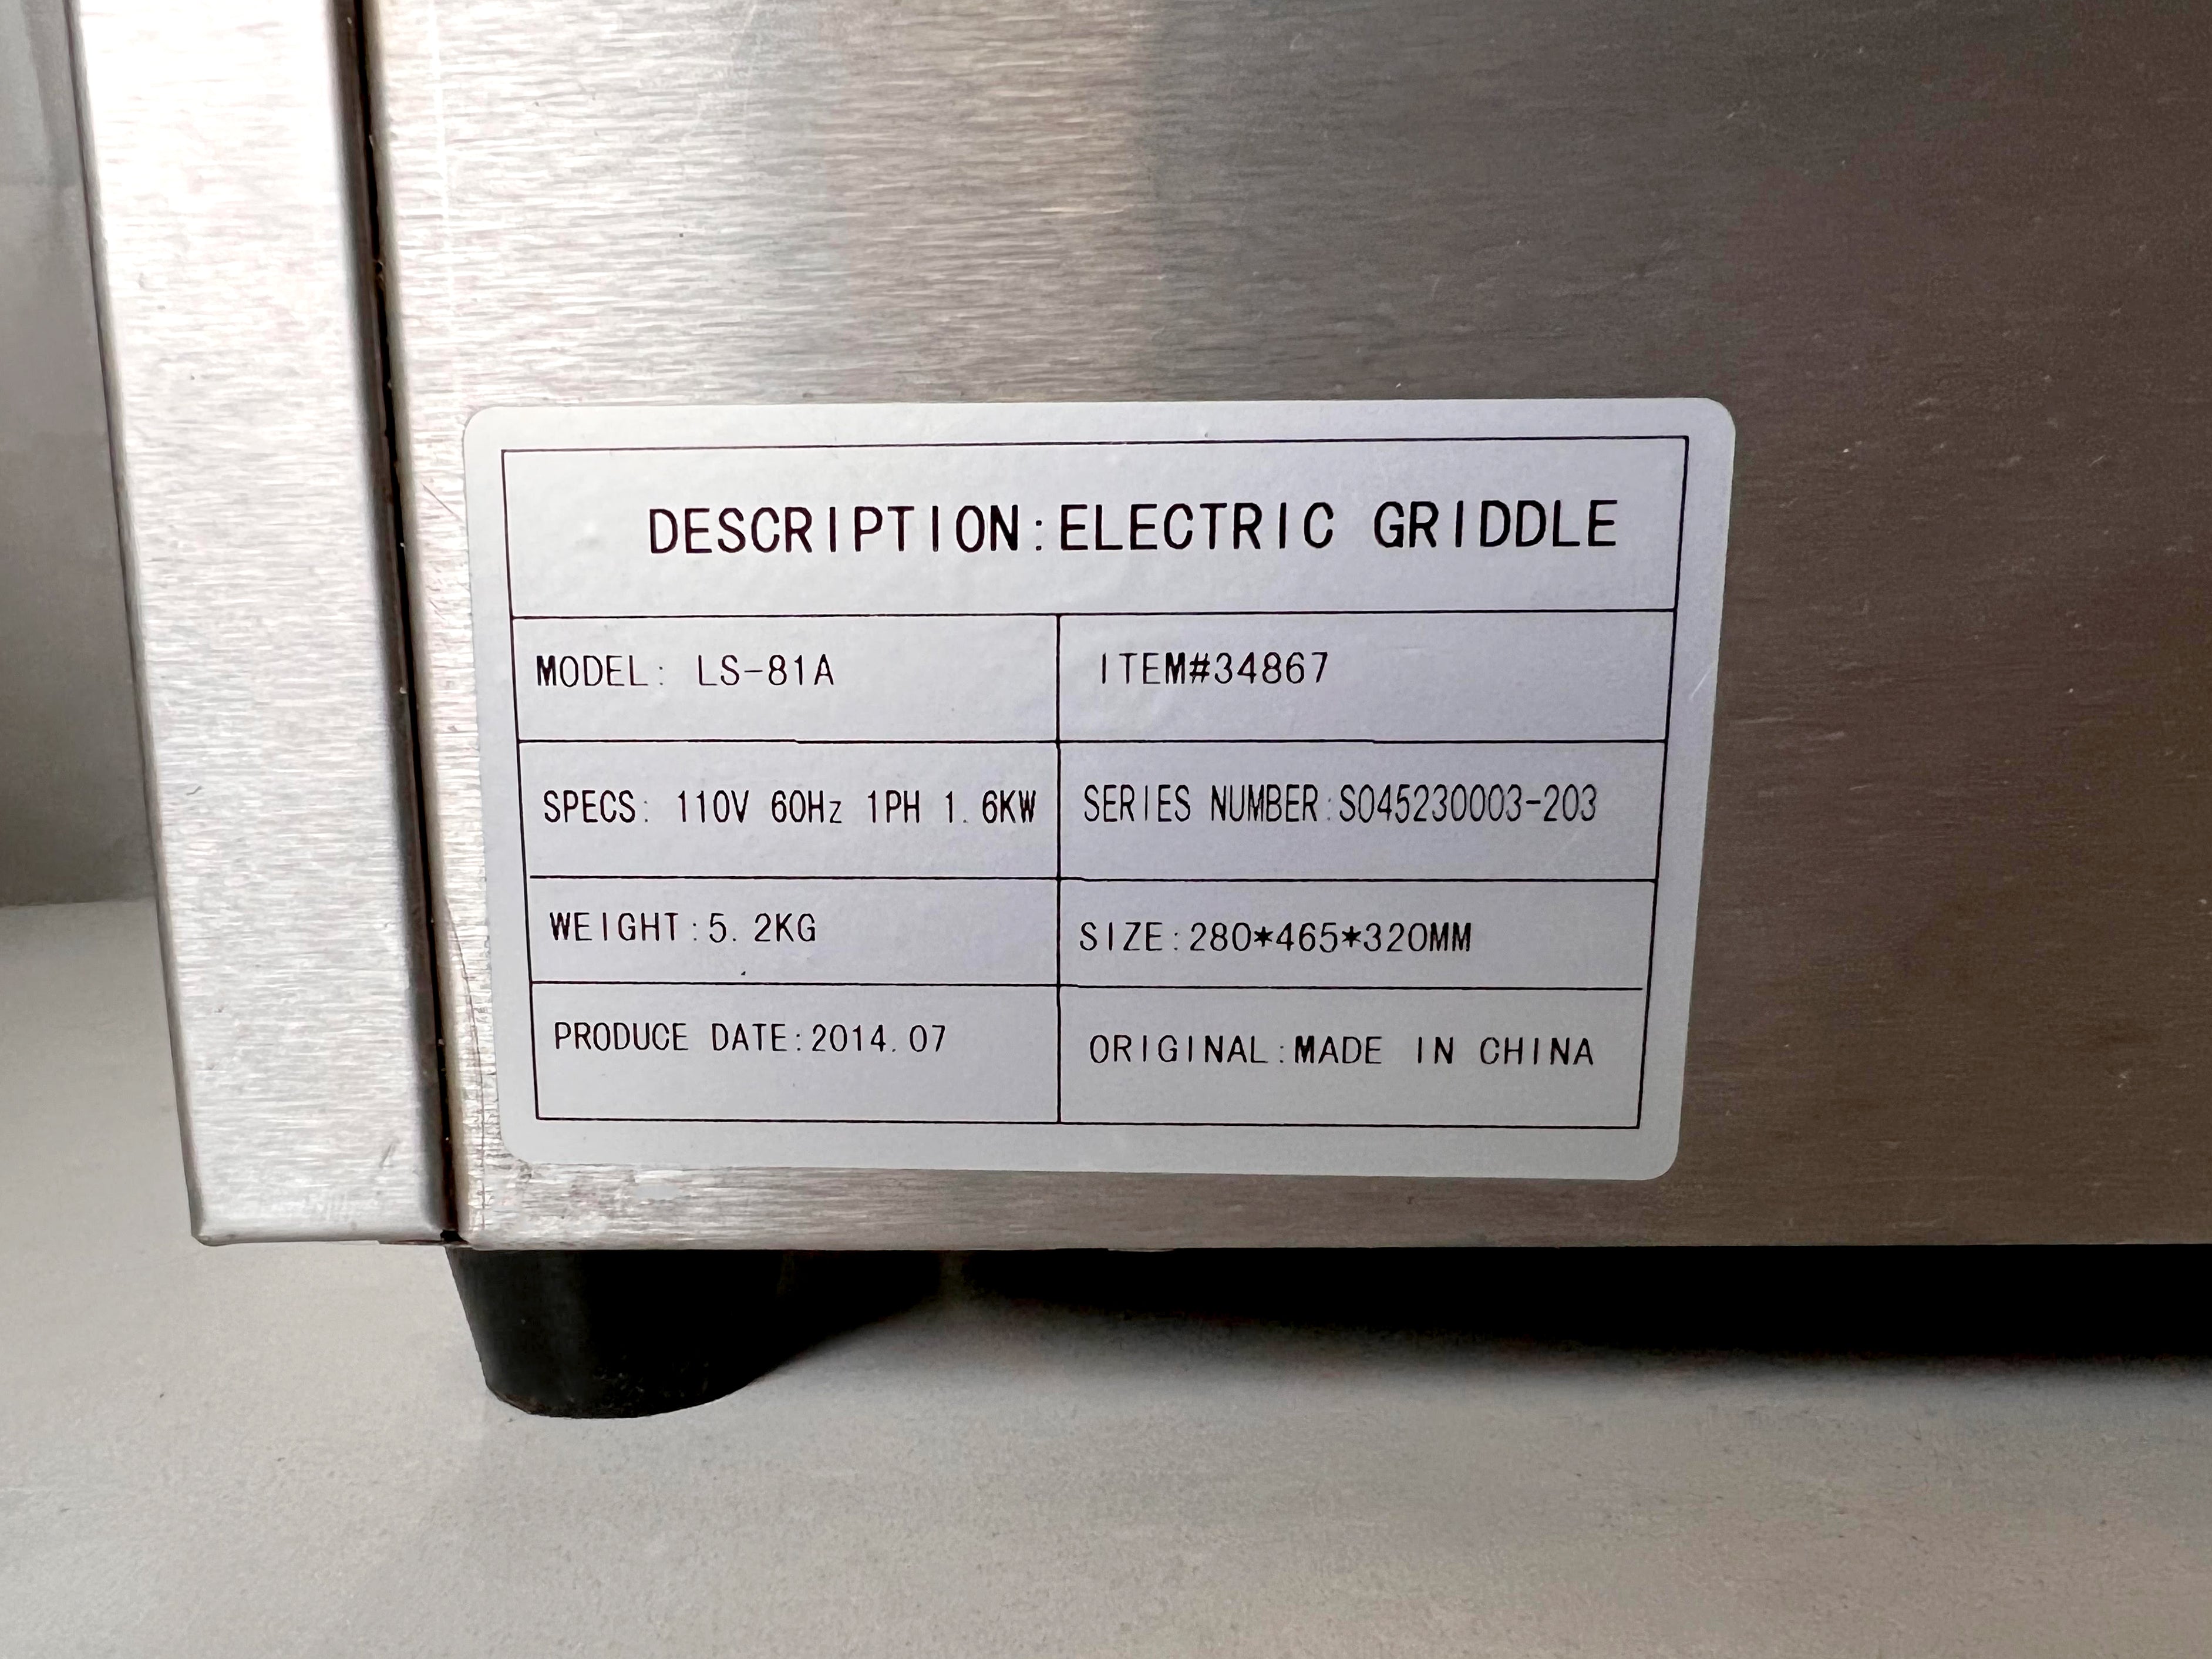 DESCRIPTION:ELECTRIC GRIDDLE
MODEL: LS-81A
ITEM#34867
SPECS: 110V 60Hz 1PH 1.6KW
SERIES NUMBER:S045230003-203
WEIGHT:5.2KG
SIZE:280*465*320MM
PRODUCE DATE:2014.07
ORIGINAL:MADE IN CHINA